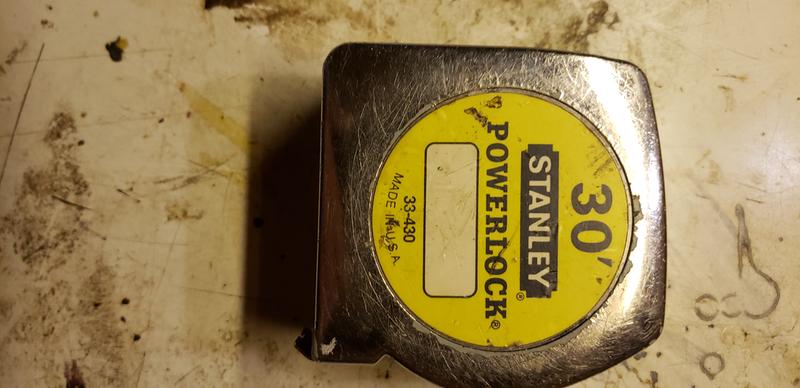 30'
STANLEY®
POWERLOCK®
33-430
MADE IN U.S.A.